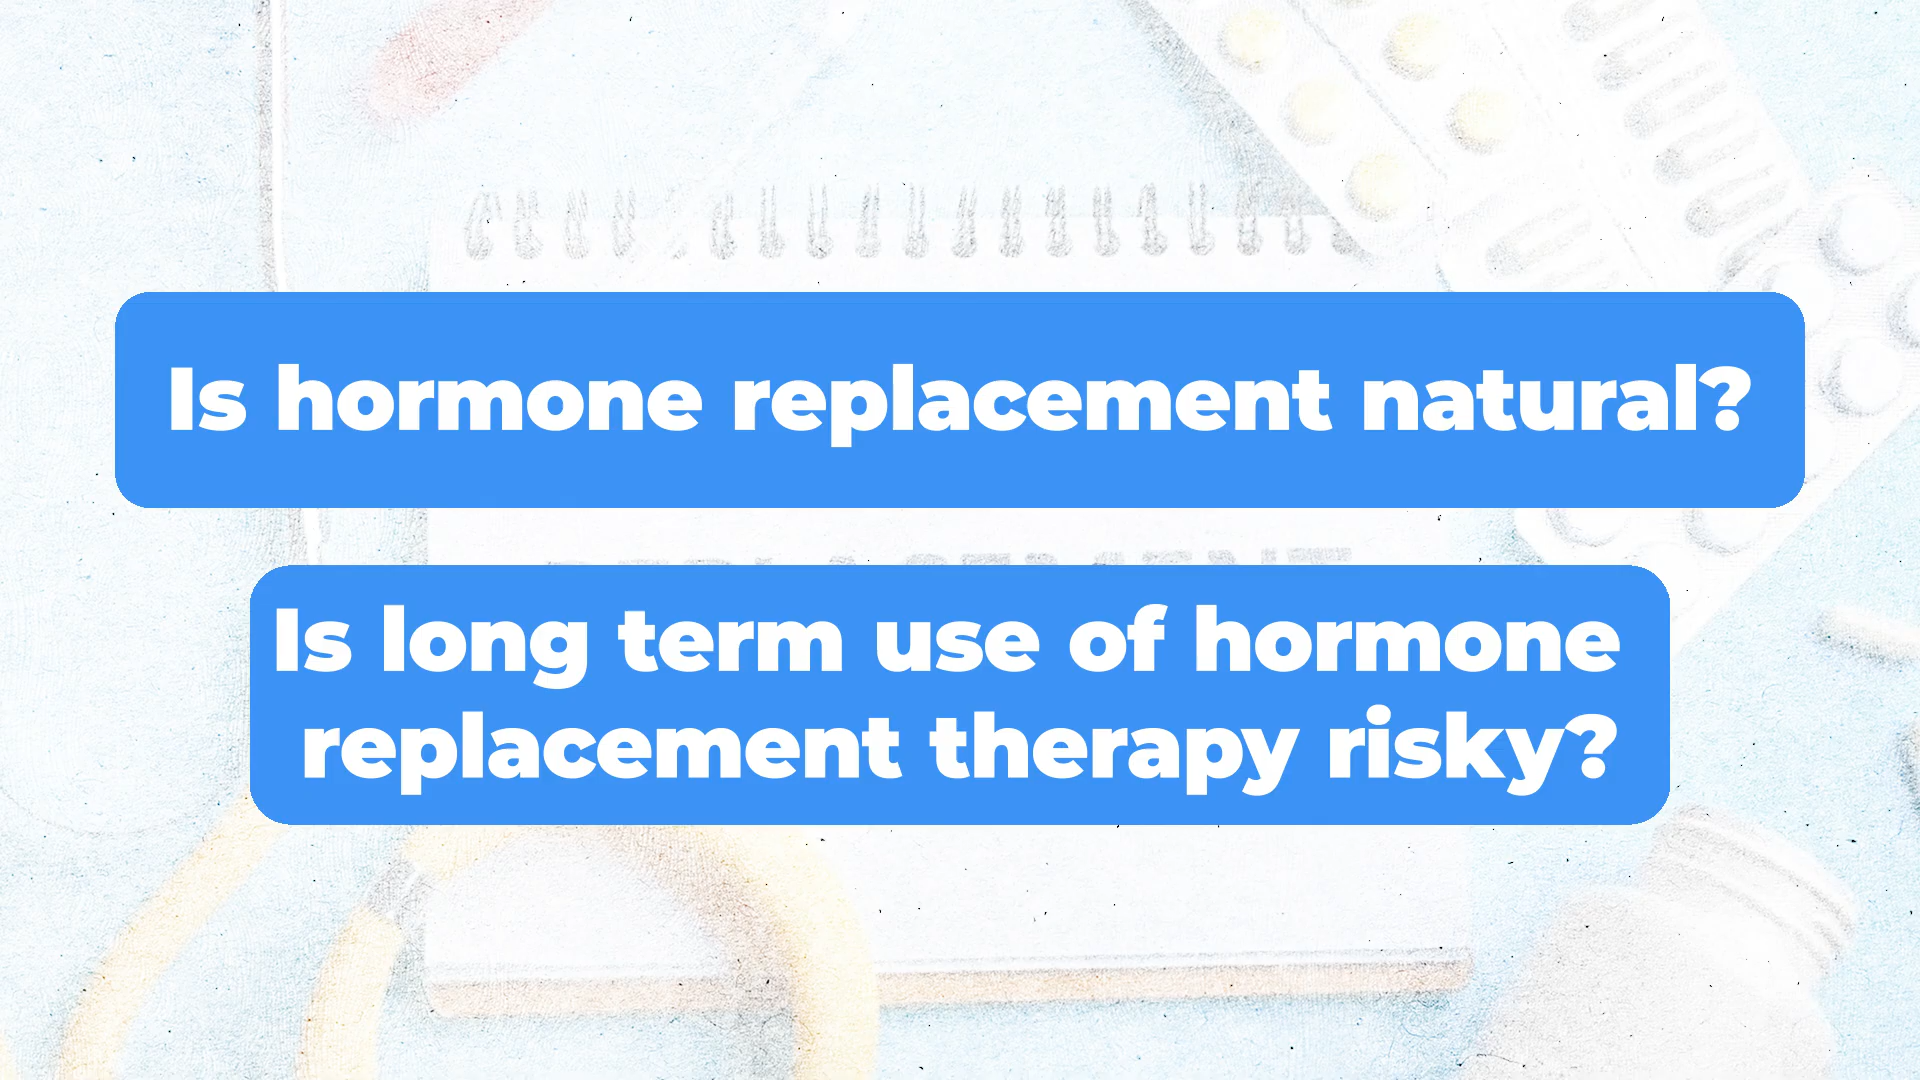 Is hormone replacement natural?
Is long term use of hormone
replacement therapy risky?